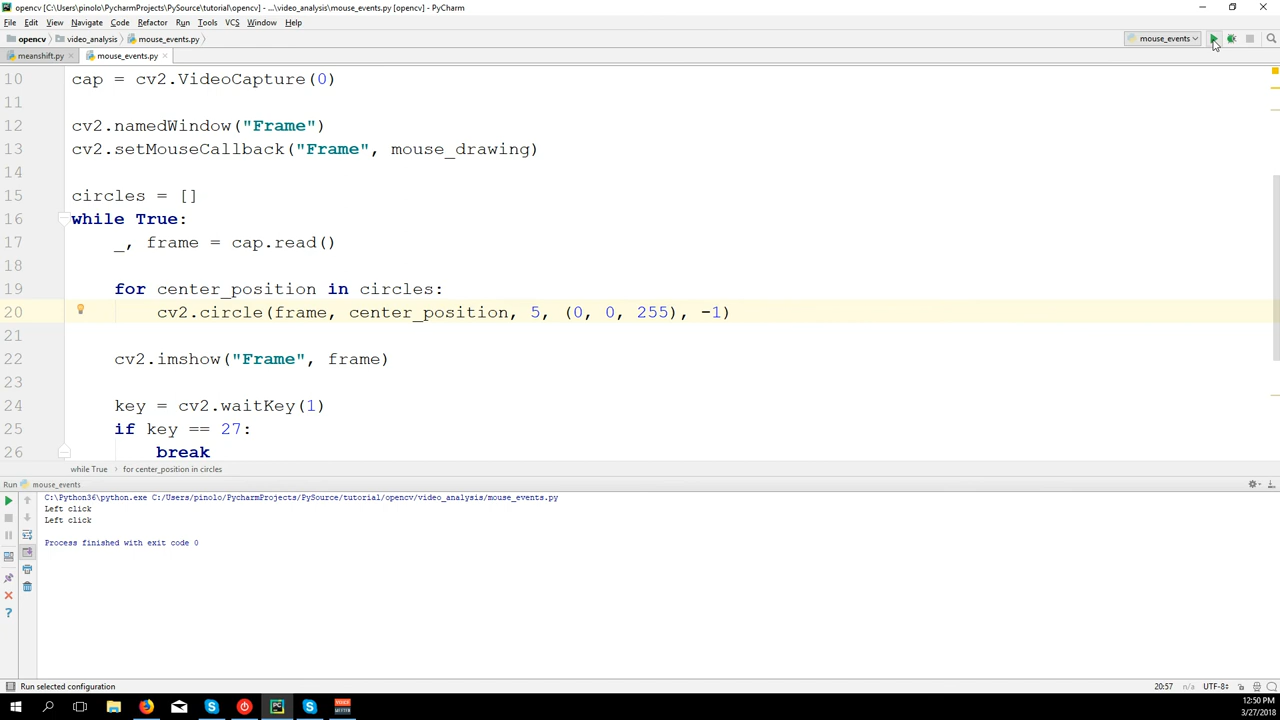 opencv [C:\Users\pinolo\PycharmProjects\PySource\tutorial\opencv] - ...\video_analysis\mouse_events.py [opencv] - PyCharm
File Edit View Navigate Code Refactor Run Tools VCS Window Help
opencv video_analysis mouse_events.py mouse_events
meanshift.py mouse_events.py
10 cap = cv2.VideoCapture(0)
11
12 cv2.namedWindow("Frame")
13 cv2.setMouseCallback("Frame", mouse_drawing)
14
15 circles = []
16 while True:
17 _, frame = cap.read()
18
19 for center_position in circles:
20 cv2.circle(frame, center_position, 5, (0, 0, 255), -1)
21
22 cv2.imshow("Frame", frame)
23
24 key = cv2.waitKey(1)
25 if key == 27:
26 break
while True for center_position in circles
Run mouse_events
C:\Python36\python.exe C:/Users/pinolo/PycharmProjects/PySource/tutorial/opencv/video_analysis/mouse_events.py
Left click
Left click
Process finished with exit code 0
Run selected configuration 20:57 n/a UTF-8
12:50 PM
3/27/2018